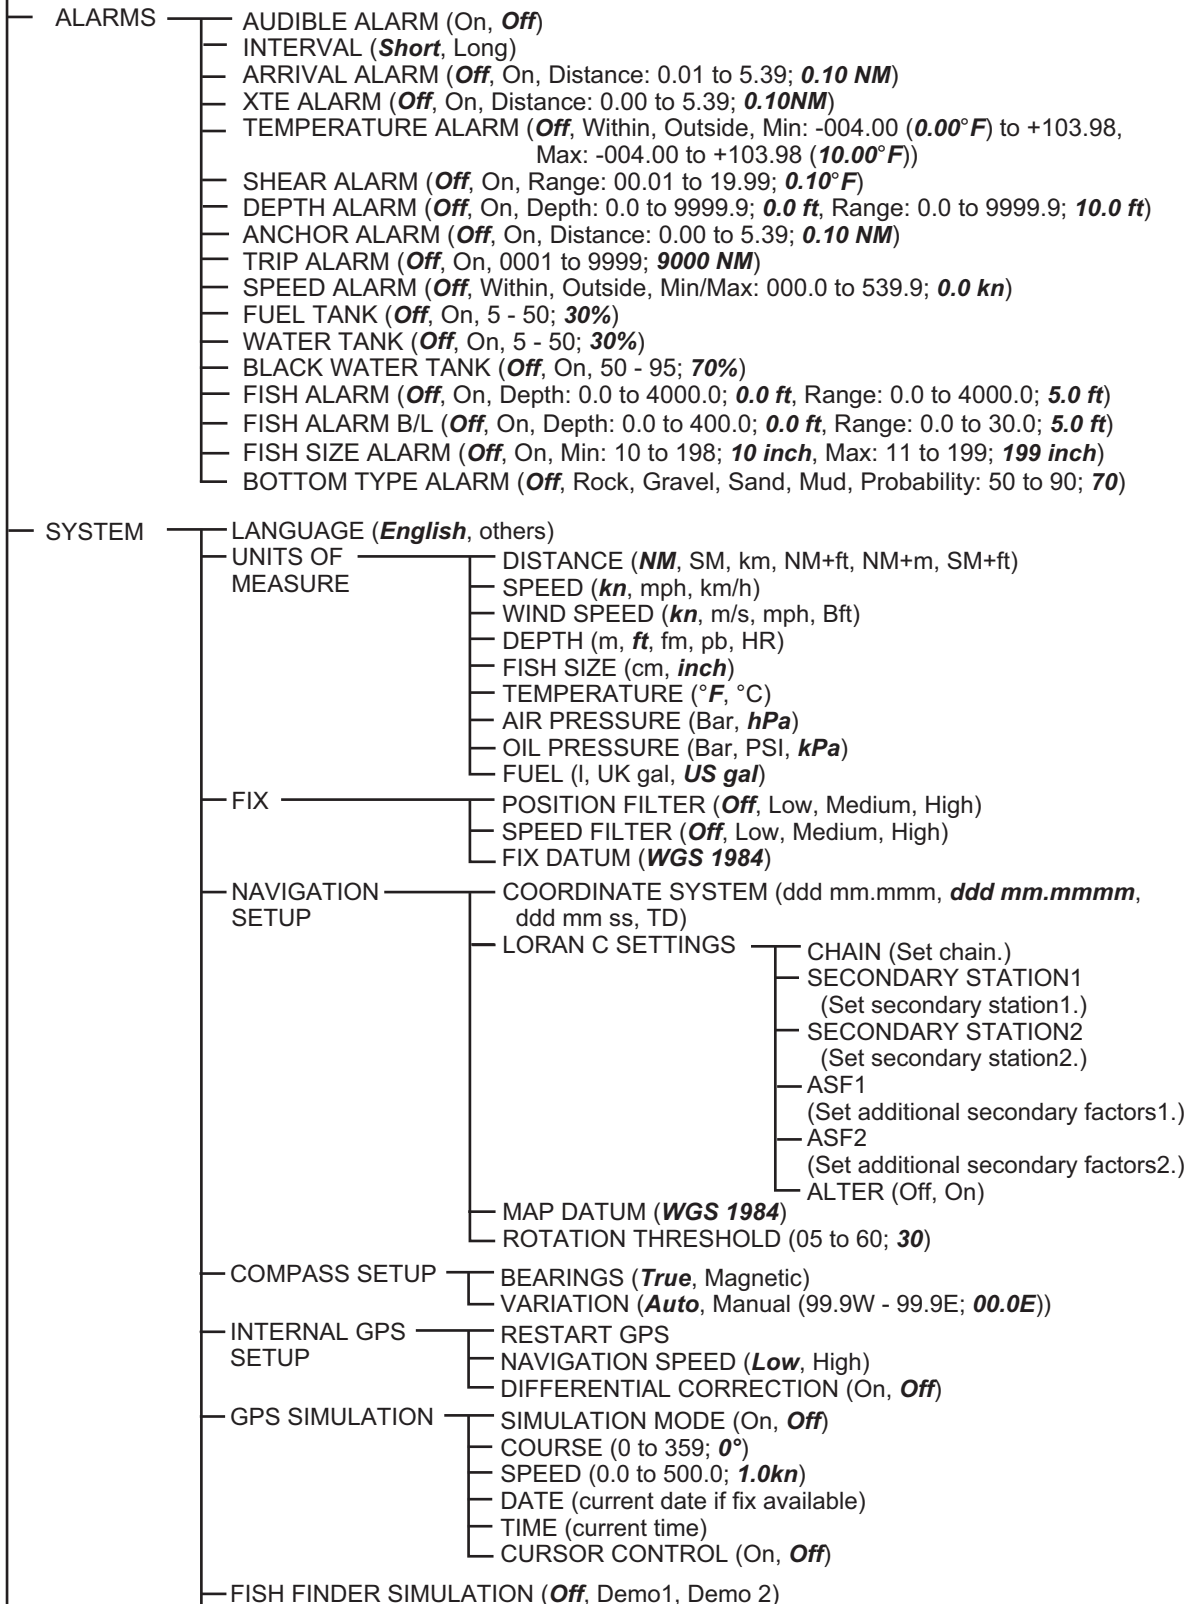 ALARMS
AUDIBLE ALARM (On, Off)
INTERVAL (Short, Long)
ARRIVAL ALARM (Off, On, Distance: 0.01 to 5.39; 0.10 NM)
XTE ALARM (Off, On, Distance: 0.00 to 5.39; 0.10NM)
TEMPERATURE ALARM (Off, Within, Outside, Min: -004.00 (0.00°F) to +103.98,
Max: -004.00 to +103.98 (10.00°F))
SHEAR ALARM (Off, On, Range: 00.01 to 19.99; 0.10°F)
DEPTH ALARM (Off, On, Depth: 0.0 to 9999.9; 0.0 ft, Range: 0.0 to 9999.9; 10.0 ft)
ANCHOR ALARM (Off, On, Distance: 0.00 to 5.39; 0.10 NM)
TRIP ALARM (Off, On, 0001 to 9999; 9000 NM)
SPEED ALARM (Off, Within, Outside, Min/Max: 000.0 to 539.9; 0.0 kn)
FUEL TANK (Off, On, 5 - 50; 30%)
WATER TANK (Off, On, 5 - 50; 30%)
BLACK WATER TANK (Off, On, 50 - 95; 70%)
FISH ALARM (Off, On, Depth: 0.0 to 4000.0; 0.0 ft, Range: 0.0 to 4000.0; 5.0 ft)
FISH ALARM B/L (Off, On, Depth: 0.0 to 400.0; 0.0 ft, Range: 0.0 to 30.0; 5.0 ft)
FISH SIZE ALARM (Off, On, Min: 10 to 198; 10 inch, Max: 11 to 199; 199 inch)
BOTTOM TYPE ALARM (Off, Rock, Gravel, Sand, Mud, Probability: 50 to 90; 70)
SYSTEM
LANGUAGE (English, others)
UNITS OF
MEASURE
DISTANCE (NM, SM, km, NM+ft, NM+m, SM+ft)
SPEED (kn, mph, km/h)
WIND SPEED (kn, m/s, mph, Bft)
DEPTH (m, ft, fm, pb, HR)
FISH SIZE (cm, inch)
TEMPERATURE (°F, °C)
AIR PRESSURE (Bar, hPa)
OIL PRESSURE (Bar, PSI, kPa)
FUEL (l, UK gal, US gal)
FIX
POSITION FILTER (Off, Low, Medium, High)
SPEED FILTER (Off, Low, Medium, High)
FIX DATUM (WGS 1984)
NAVIGATION
SETUP
COORDINATE SYSTEM (ddd mm.mmm, ddd mm.mmmm,
ddd mm ss, TD)
LORAN C SETTINGS
CHAIN (Set chain.)
SECONDARY STATION1
(Set secondary station1.)
SECONDARY STATION2
(Set secondary station2.)
ASF1
(Set additional secondary factors1.)
ASF2
(Set additional secondary factors2.)
ALTER (Off, On)
MAP DATUM (WGS 1984)
ROTATION THRESHOLD (05 to 60; 30)
COMPASS SETUP
BEARINGS (True, Magnetic)
VARIATION (Auto, Manual (99.9W - 99.9E; 00.0E))
INTERNAL GPS
SETUP
RESTART GPS
NAVIGATION SPEED (Low, High)
DIFFERENTIAL CORRECTION (On, Off)
GPS SIMULATION
SIMULATION MODE (On, Off)
COURSE (0 to 359; 0°)
SPEED (0.0 to 500.0; 1.0kn)
DATE (current date if fix available)
TIME (current time)
CURSOR CONTROL (On, Off)
FISH FINDER SIMULATION (Off, Demo1, Demo 2)